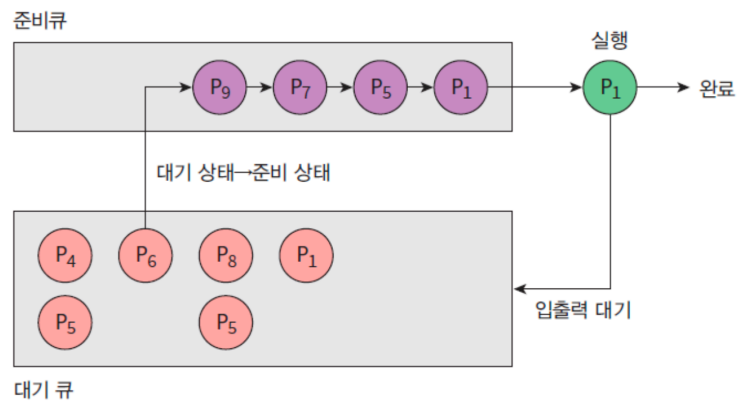 준비큐
실행
P9 P7 P5 P1 P1 완료
대기 상태→준비 상태
P4 P6 P8 P1
P5 P5
입출력 대기
대기 큐